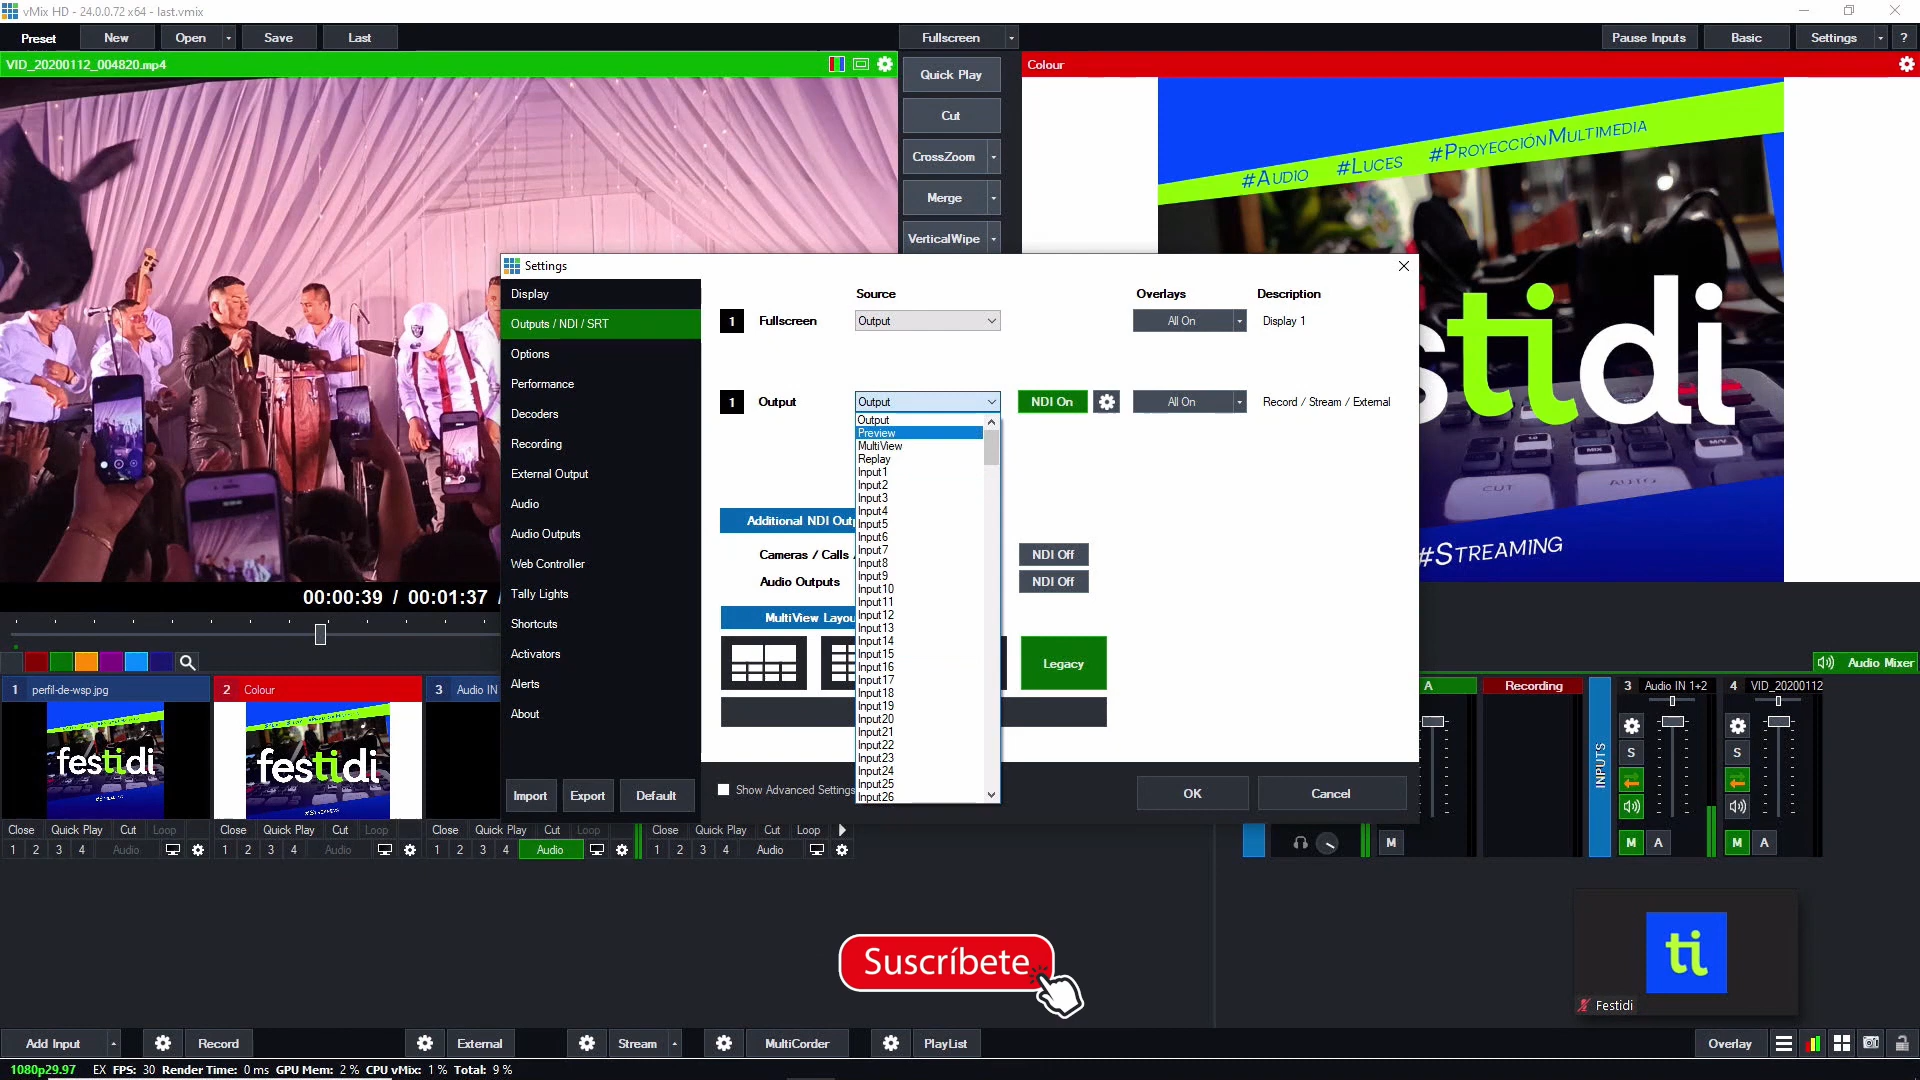 vMix HD - 24.0.0.72 x64 - last.vmix
Preset New Open Save Last Fullscreen Pause Inputs Basic Settings ?
VID_20200112_004820.mp4
Quick Play
Cut
CrossZoom
Merge
VerticalWipe
Colour
#Audio #Luces #ProyecciónMultimedia
festidi
#Streaming
CUT
MIX
AUTO
M/V
Settings
Display
Outputs / NDI / SRT
Options
Performance
Decoders
Recording
External Output
Audio
Audio Outputs
Web Controller
Tally Lights
Shortcuts
Activators
Alerts
About
Import Export Default
Source Overlays Description
1 Fullscreen Output All On Display 1
1 Output Output NDI On All On Record / Stream / External
Output
Preview
MultiView
Replay
Input1
Input2
Input3
Input4
Input5
Input6
Input7
Input8
Input9
Input10
Input11
Input12
Input13
Input14
Input15
Input16
Input17
Input18
Input19
Input20
Input21
Input22
Input23
Input24
Input25
Input26
Additional NDI Outp
Cameras / Calls / NDI Off
Audio Outputs NDI Off
MultiView Layou
Legacy
Show Advanced Settings
OK Cancel
00:00:39 / 00:01:37 /
1 perfil-de-wsp.jpg
2 Colour
3 Audio IN
festidi
festidi
Close Quick Play Cut Loop Close Quick Play Cut Loop Close Quick Play Cut Loop Close Quick Play Cut Loop
1 2 3 4 Audio 1 2 3 4 Audio 1 2 3 4 Audio 1 2 3 4 Audio
Audio Mixer
A Recording INPUTS 3 Audio IN 1+2 4 VID_20200112
S S
M M A M A
Suscríbete
ti
Festidi
Add Input Record External Stream MultiCorder PlayList Overlay
1080p29.97 EX FPS: 30 Render Time: 0 ms GPU Mem: 2 % CPU vMix: 1 % Total: 9 %